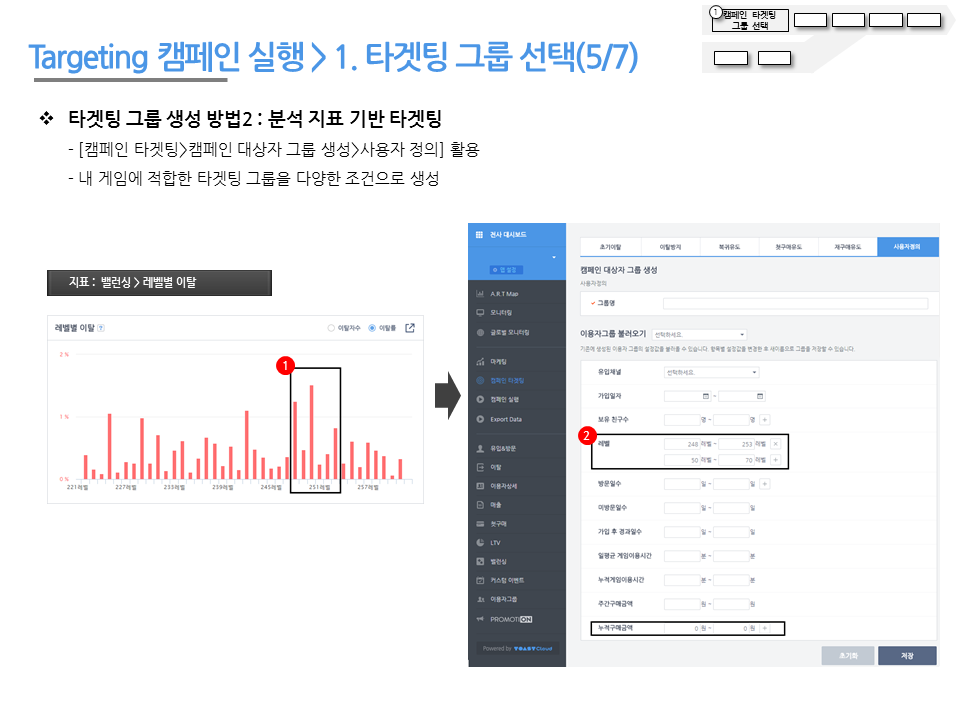 1 캠페인 타겟팅
그룹 선택
Targeting 캠페인 실행 > 1. 타겟팅 그룹 선택(5/7)
❖ 타겟팅 그룹 생성 방법2 : 분석 지표 기반 타겟팅
- [캠페인 타겟팅>캠페인 대상자 그룹 생성>사용자 정의] 활용
- 내 게임에 적합한 타겟팅 그룹을 다양한 조건으로 생성
지표 : 밸런싱 > 레벨별 이탈
레벨별 이탈 ?
이탈자수 이탈률
2 %
1 %
0 %
221레벨 227레벨 233레벨 239레벨 245레벨 251레벨 257레벨
1
전사 대시보드
앱 설정
A.R.T Map
모니터링
글로벌 모니터링
마케팅
캠페인 타겟팅
캠페인 실행
Export Data
유입&방문
이탈
이용자상세
매출
첫구매
LTV
밸런싱
커스텀 이벤트
이용자그룹
PROMOTION
Powered by TOAST Cloud
초기이탈 이탈방지 복귀유도 첫구매유도 재구매유도 사용자정의
캠페인 대상자 그룹 생성
사용자정의
그룹명
이용자그룹 불러오기 선택하세요.
기존에 생성된 이용자 그룹의 설정값을 불러올 수 있습니다. 항목별 설정값을 변경한 후 새이름으로 그룹을 저장할 수 있습니다.
유입채널 선택하세요.
가입일자 ~
보유 친구수 명 ~ 명 +
2
레벨 248 레벨 ~ 253 레벨 ×
50 레벨 ~ 70 레벨 +
방문일수 일 ~ 일 +
미방문일수 일 ~ 일
가입 후 경과일수 일 ~ 일
일평균 게임이용시간 분 ~ 분
누적게임이용시간 분 ~ 분
주간구매금액 원 ~ 원
누적구매금액 0 원 ~ 0 원 +
초기화 저장